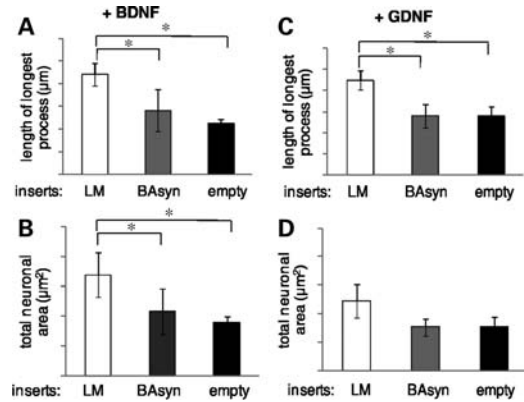 A
+ BDNF
length of longest
process (µm)
*
*
inserts:
LM
BAsyn
empty
B
total neuronal
area (µm²)
*
*
inserts:
LM
BAsyn
empty
C
+ GDNF
length of longest
process (µm)
*
*
inserts:
LM
BAsyn
empty
D
total neuronal
area (µm²)
inserts:
LM
BAsyn
empty